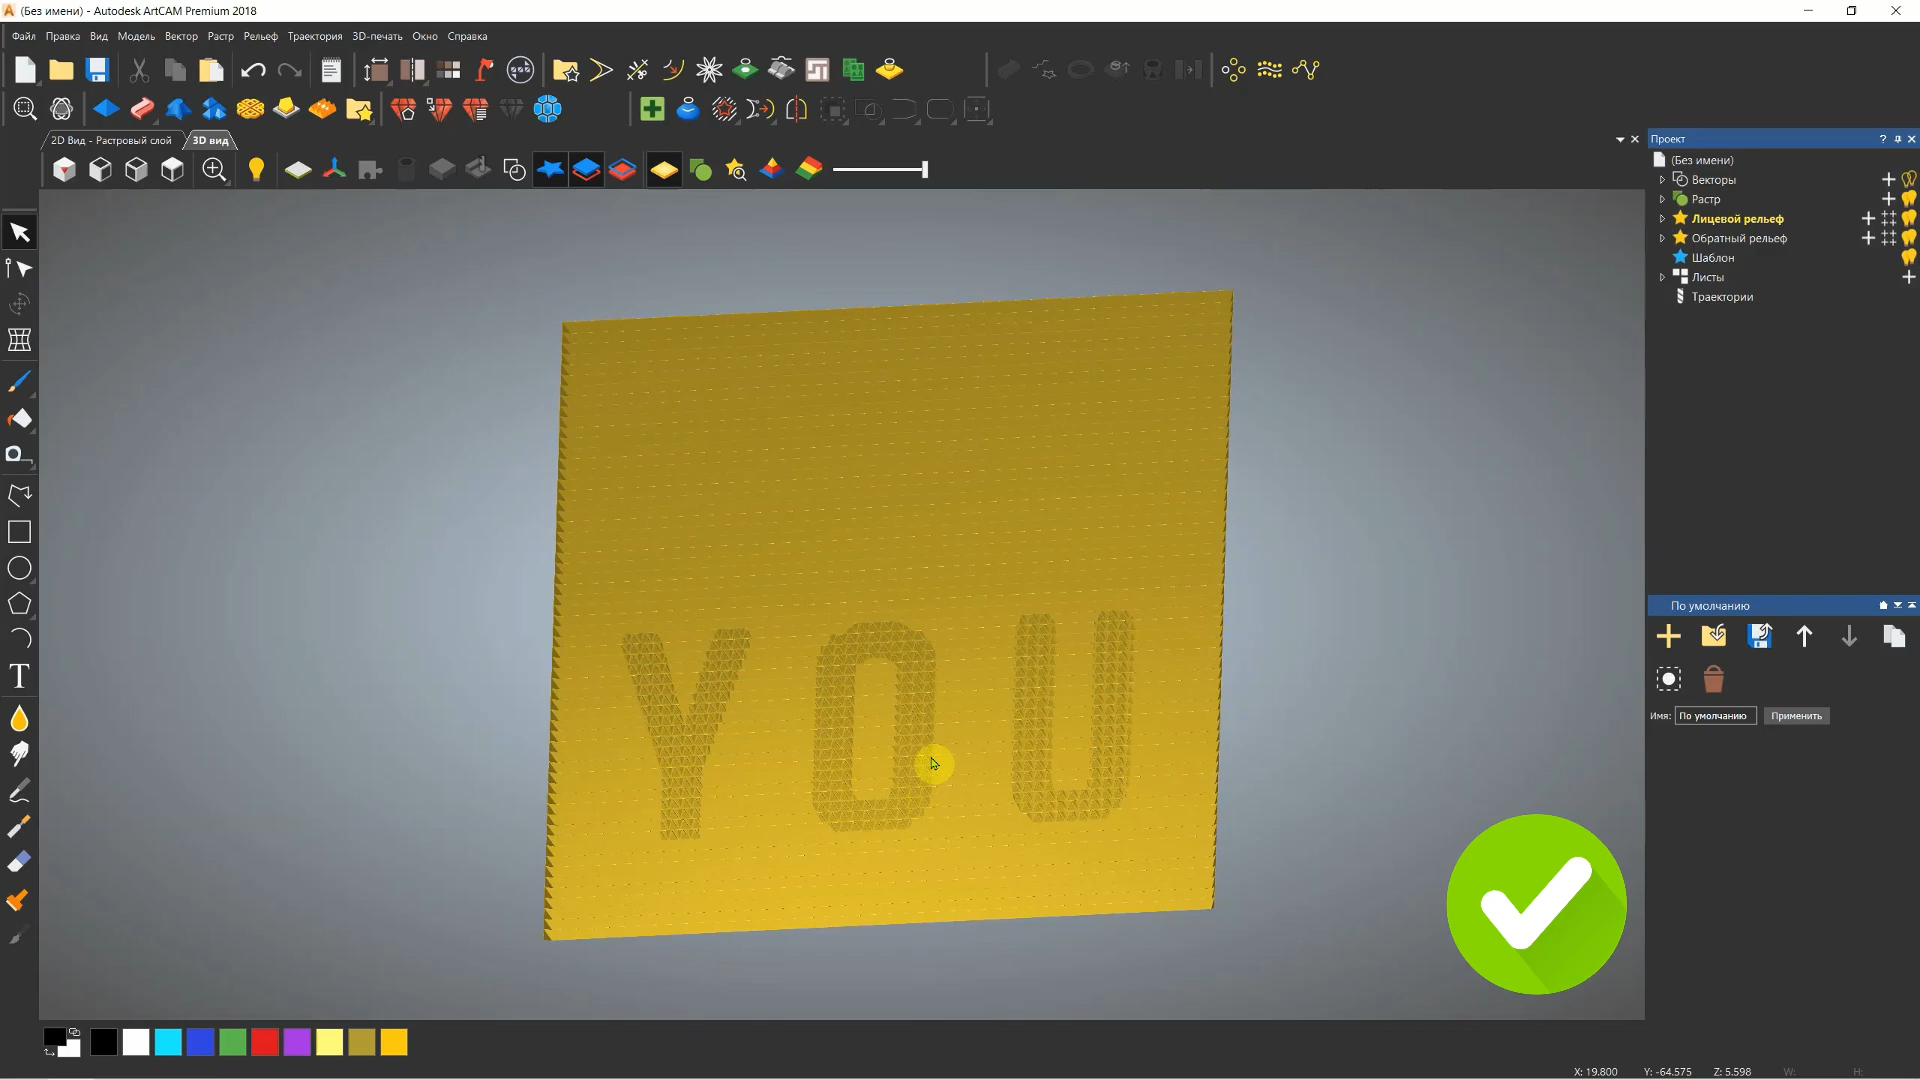 (Без имени) - Autodesk ArtCAM Premium 2018
Файл Правка Вид Модель Вектор Растр Рельеф Траектория 3D-печать Окно Справка
2D Вид - Растровый слой 3D вид
Проект
(Без имени)
Векторы
Растр
Лицевой рельеф
Обратный рельеф
Шаблон
Листы
Траектории
YOU
По умолчанию
Имя: По умолчанию Применить
X: 19.800 Y: -64.575 Z: 5.598 W: H: